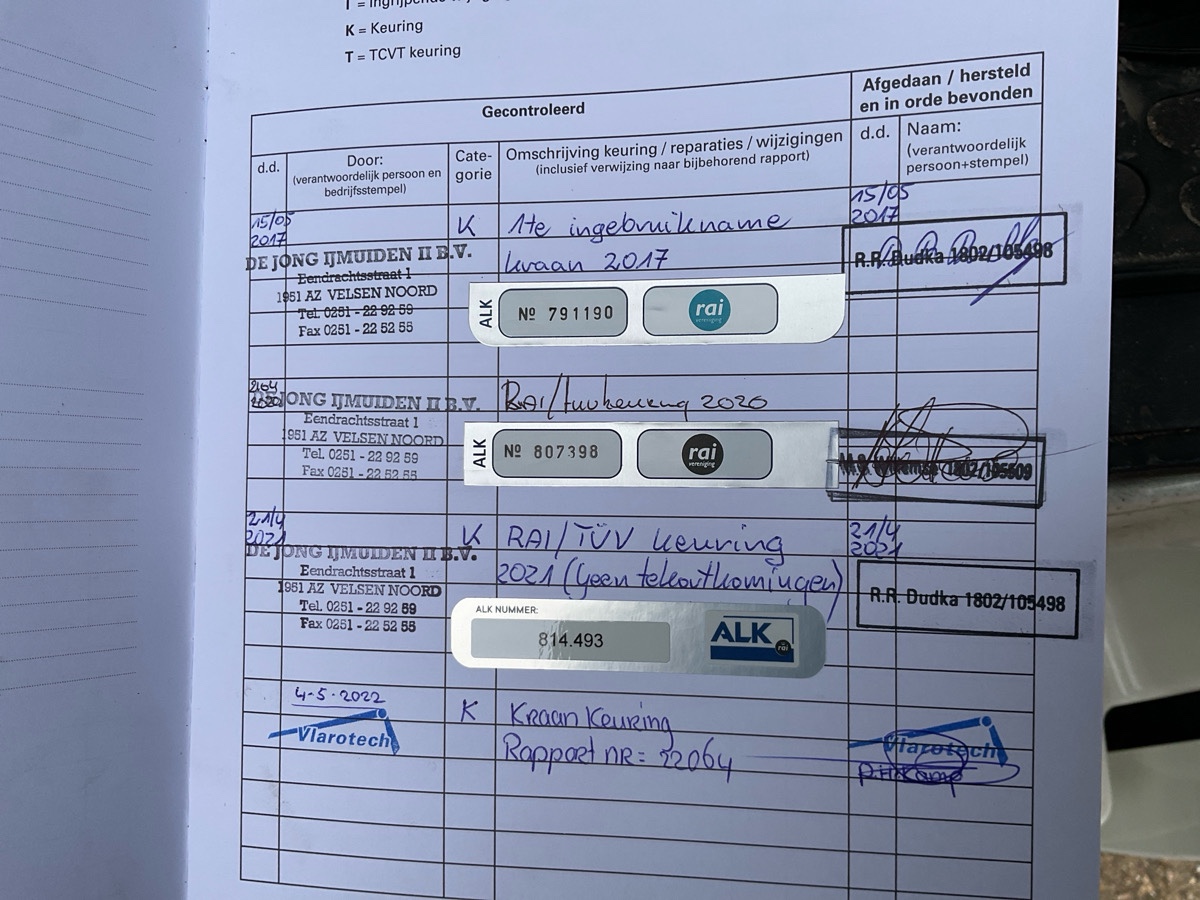 K = Keuring
T = TCVT keuring
Gecontroleerd
Afgedaan / hersteld
en in orde bevonden
d.d.
Door:
(verantwoordelijk persoon en
bedrijfsstempel)
Cate-
gorie
Omschrijving keuring / reparaties / wijzigingen
(inclusief verwijzing naar bijbehorend rapport)
d.d.
Naam:
(verantwoordelijk
persoon+stempel)
15/05
2017
K
1te ingebruikname
kraan 2017
15/05
2017
DE JONG IJMUIDEN II B.V.
Eendrachtsstraat 1
1951 AZ VELSEN NOORD
Tel. 0251 - 22 92 59
Fax 0251 - 22 52 55
R.R. Dudka 1802/105498
ALK
Nº 791190
rai
vereniging
DE JONG IJMUIDEN II B.V.
Eendrachtsstraat 1
1951 AZ VELSEN NOORD
Tel. 0251 - 22 92 59
Fax 0251 - 22 52 55
RAI/tuvkeuring 2020
ALK
Nº 807398
rai
vereniging
21/4
2021
DE JONG IJMUIDEN II B.V.
Eendrachtsstraat 1
1951 AZ VELSEN NOORD
Tel. 0251 - 22 92 59
Fax 0251 - 22 52 55
K
RAI/TÜV keuring
2021 (Geen tekortkomingen)
21/4
2021
R.R. Dudka 1802/105498
ALK NUMMER:
814.493
ALK
rai
4-5-2022
Vlarotech
K
Kraan Keuring
Rapport nR= 22064
Vlarotech